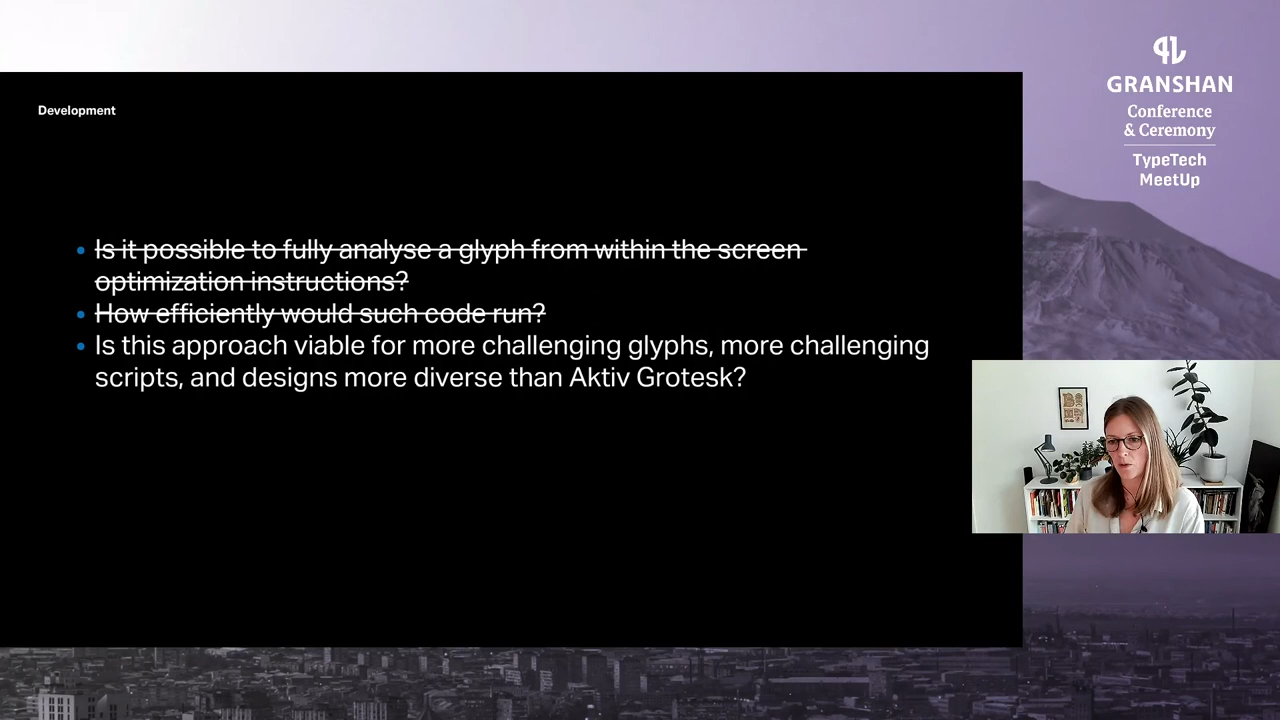 Development
Is it possible to fully analyse a glyph from within the screen
optimization instructions?
How efficiently would such code run?
Is this approach viable for more challenging glyphs, more challenging
scripts, and designs more diverse than Aktiv Grotesk?
GRANSHAN
Conference
& Ceremony
TypeTech
MeetUp